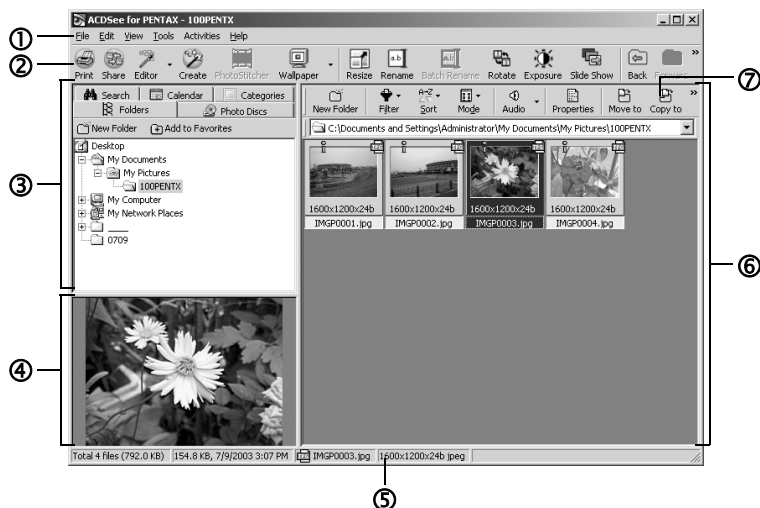 ACDSee for PENTAX - 100PENTX
① File Edit View Tools Activities Help
② Print Share Editor Create PhotoStitcher Wallpaper Resize Rename Batch Rename Rotate Exposure Slide Show Back Forward »
⑦
Search Calendar Categories
Folders Photo Discs
New Folder Add to Favorites
New Folder Filter Sort Mode Audio Properties Move to Copy to »
C:\Documents and Settings\Administrator\My Documents\My Pictures\100PENTX
③
Desktop
My Documents
My Pictures
100PENTX
My Computer
My Network Places
____
0709
1600x1200x24b 1600x1200x24b 1600x1200x24b 1600x1200x24b
IMGP0001.jpg IMGP0002.jpg IMGP0003.jpg IMGP0004.jpg
⑥
④
Total 4 files (792.0 KB) 154.8 KB, 7/9/2003 3:07 PM IMGP0003.jpg 1600x1200x24b jpeg
⑤